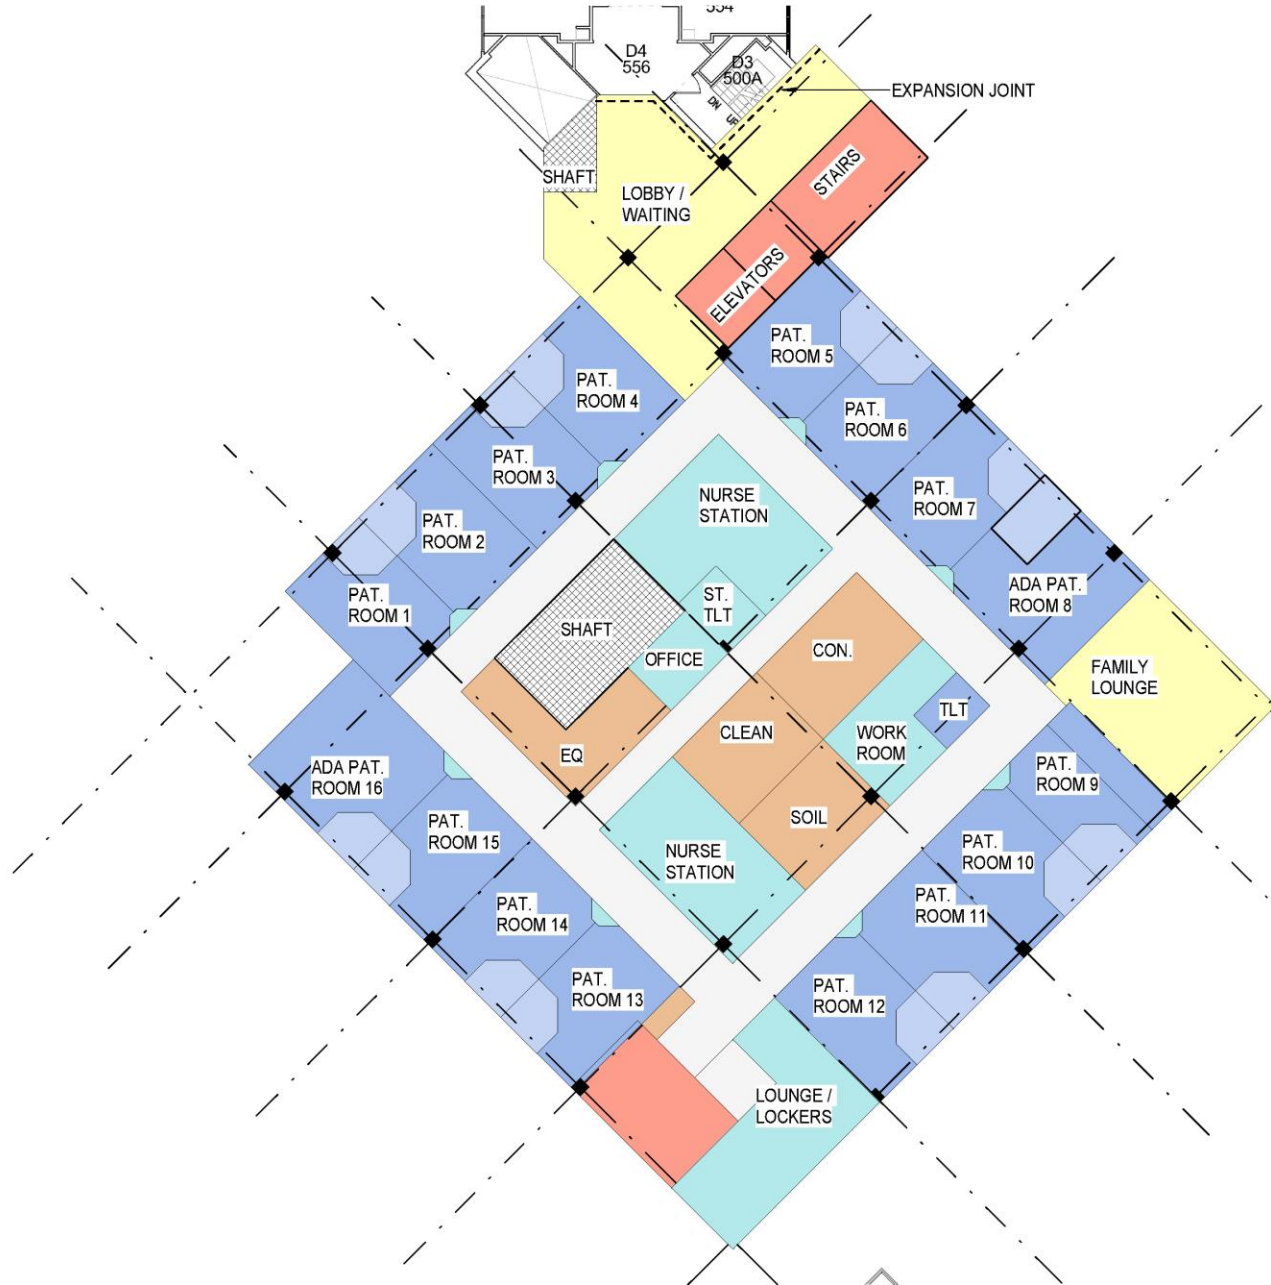 554
D4
556
D3
500A
EXPANSION JOINT
DN
UP
SHAFT
STAIRS
LOBBY /
WAITING
ELEVATORS
PAT.
ROOM 5
PAT.
ROOM 4
PAT.
ROOM 6
PAT.
ROOM 3
NURSE
STATION
PAT.
ROOM 7
PAT.
ROOM 2
ADA PAT.
ROOM 8
PAT.
ROOM 1
ST.
TLT
SHAFT
OFFICE
CON.
FAMILY
LOUNGE
TLT
CLEAN
WORK
ROOM
EQ
PAT.
ROOM 9
ADA PAT.
ROOM 16
SOIL
PAT.
ROOM 15
PAT.
ROOM 10
NURSE
STATION
PAT.
ROOM 14
PAT.
ROOM 11
PAT.
ROOM 13
PAT.
ROOM 12
LOUNGE /
LOCKERS